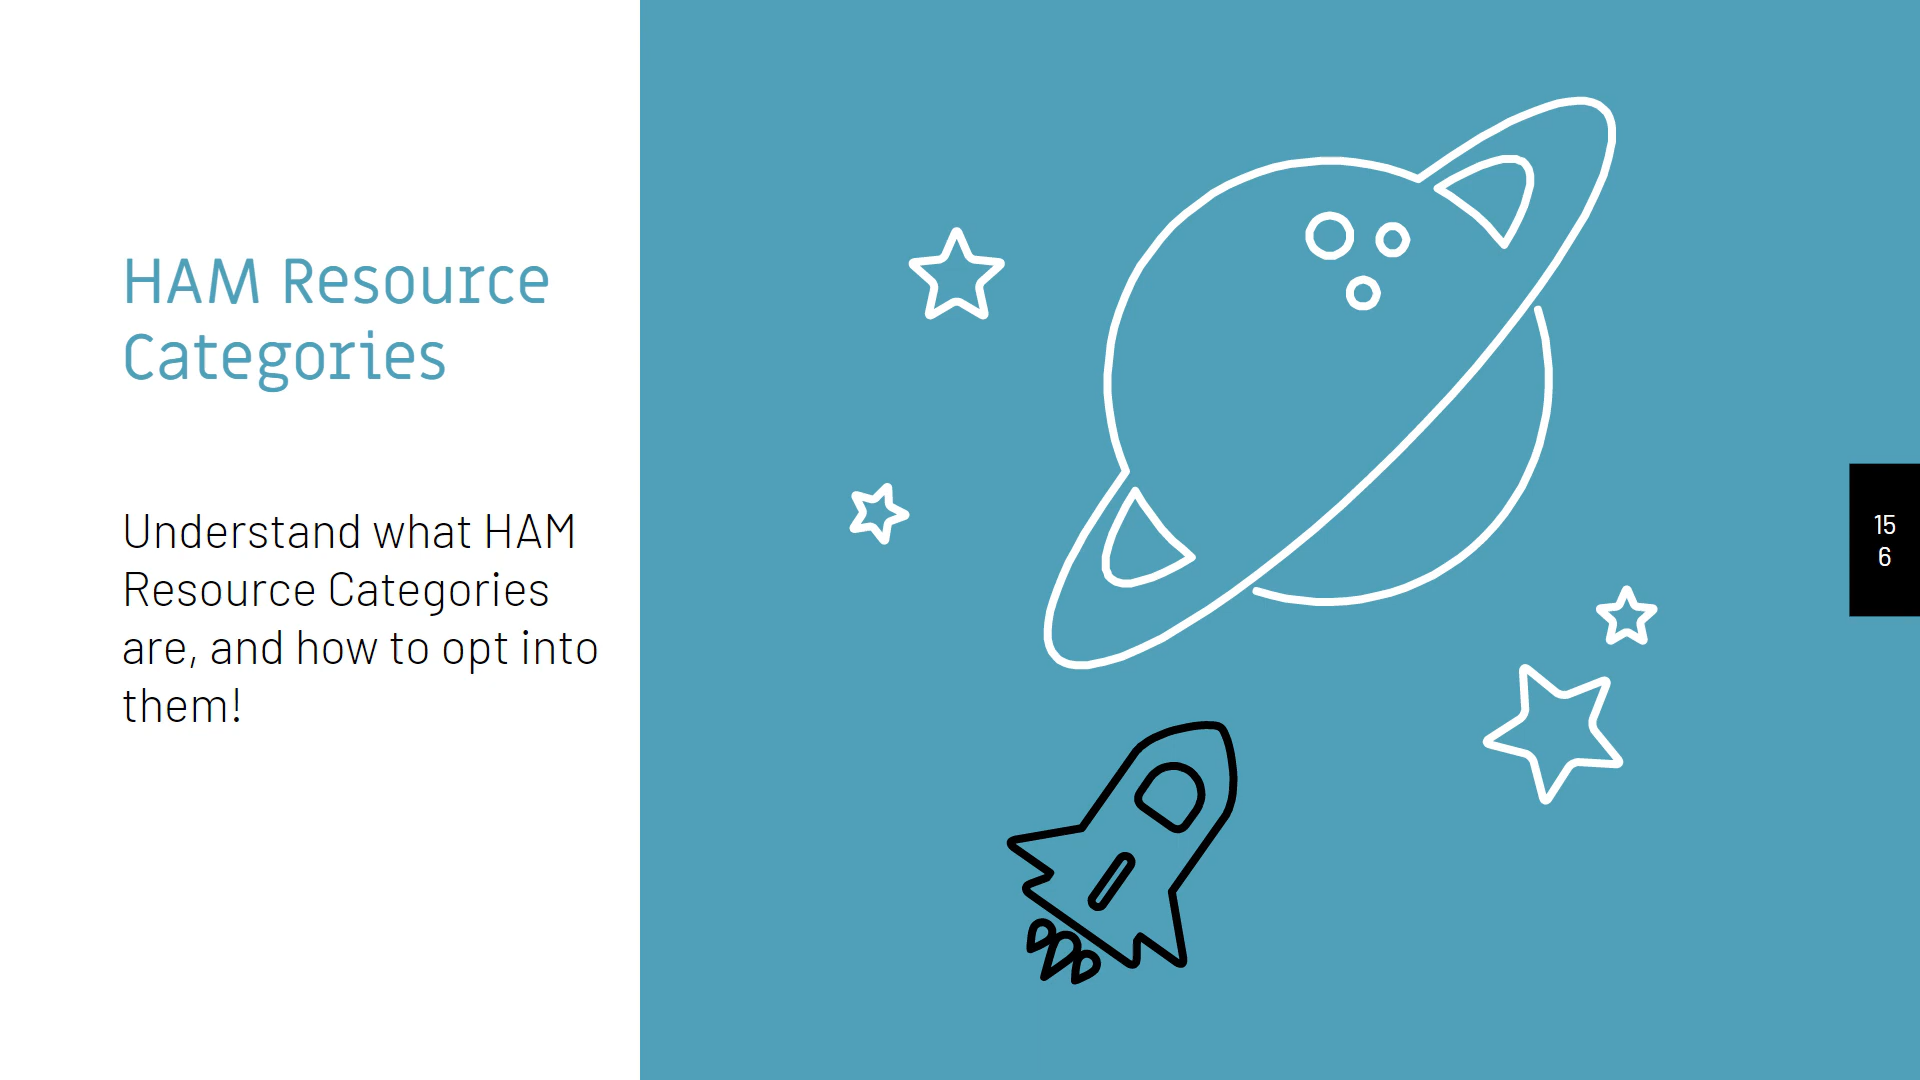 HAM Resource
Categories
Understand what HAM
Resource Categories
are, and how to opt into
them!
15
6